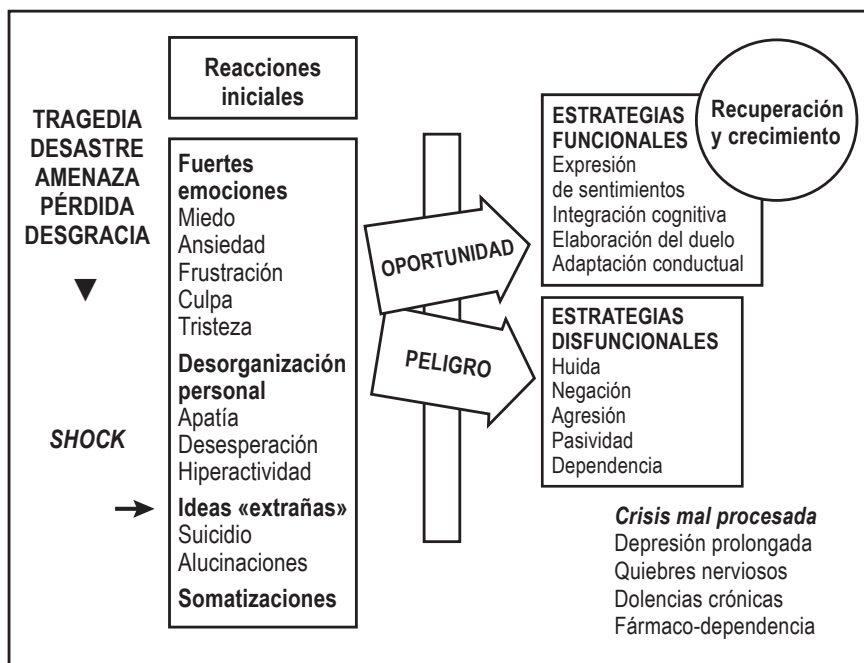 TRAGEDIA
DESASTRE
AMENAZA
PÉRDIDA
DESGRACIA
SHOCK
Reacciones
iniciales
Fuertes
emociones
Miedo
Ansiedad
Frustración
Culpa
Tristeza
Desorganización
personal
Apatía
Desesperación
Hiperactividad
Ideas «extrañas»
Suicidio
Alucinaciones
Somatizaciones
OPORTUNIDAD
PELIGRO
ESTRATEGIAS
FUNCIONALES
Expresión
de sentimientos
Integración cognitiva
Elaboración del duelo
Adaptación conductual
Recuperación
y crecimiento
ESTRATEGIAS
DISFUNCIONALES
Huida
Negación
Agresión
Pasividad
Dependencia
Crisis mal procesada
Depresión prolongada
Quiebres nerviosos
Dolencias crónicas
Fármaco-dependencia